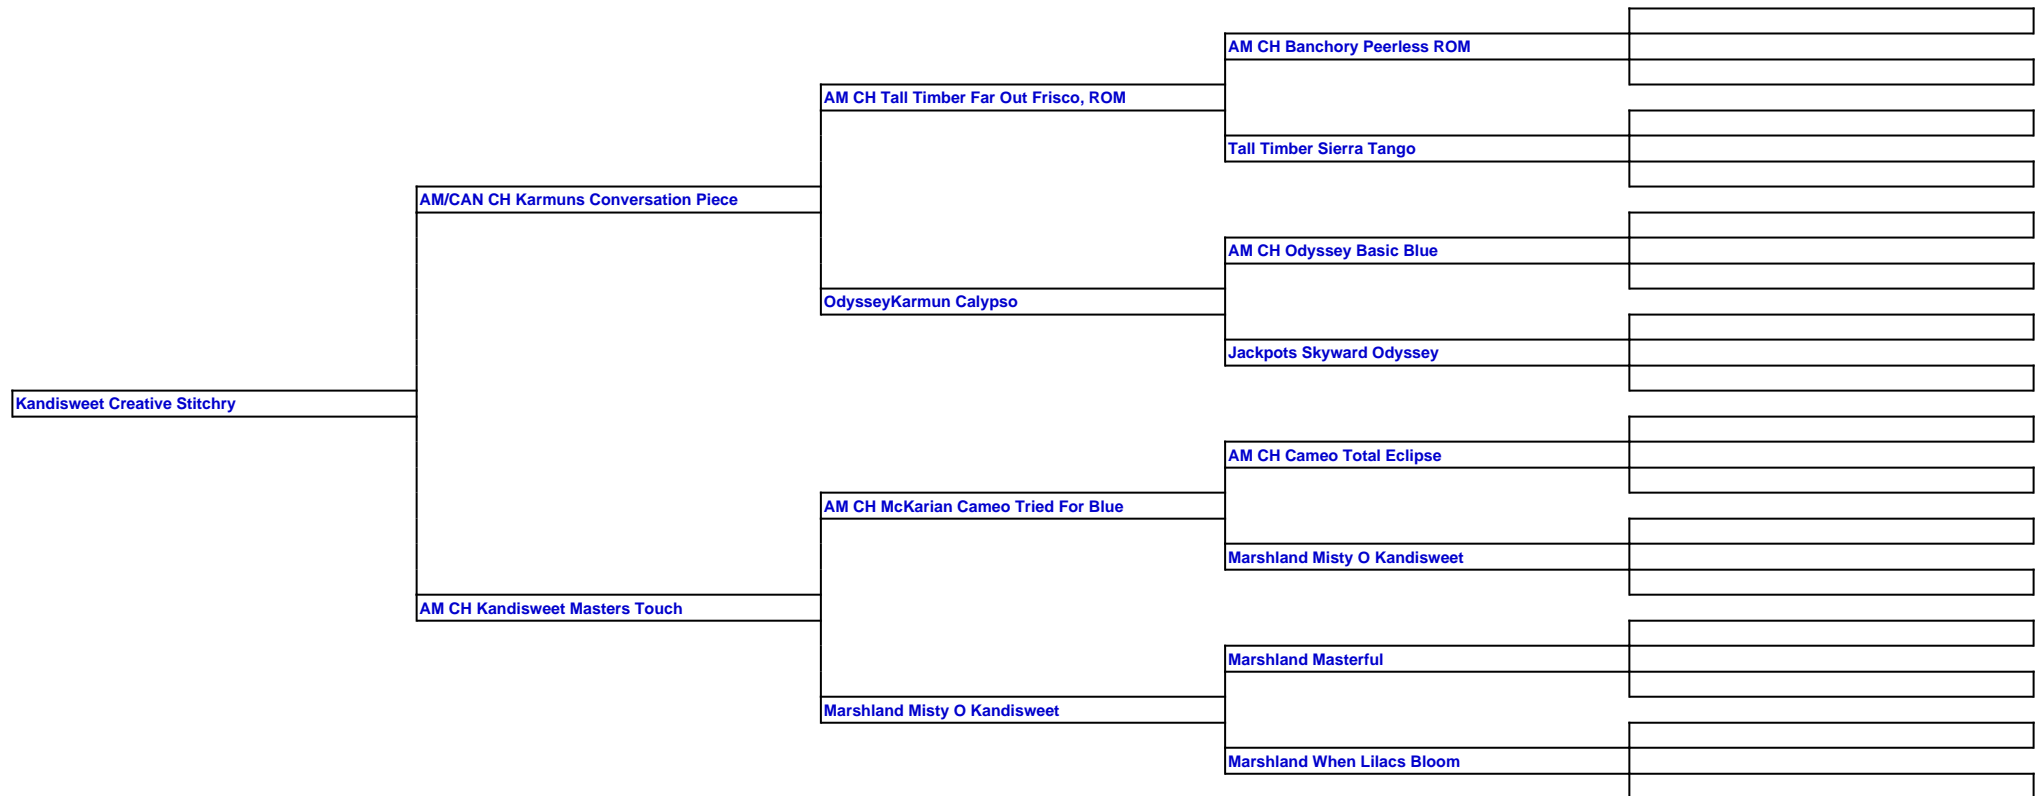 AM CH Banchory Peerless ROM
AM CH Tall Timber Far Out Frisco, ROM
Tall Timber Sierra Tango
AM/CAN CH Karmuns Conversation Piece
AM CH Odyssey Basic Blue
OdysseyKarmun Calypso
Jackpots Skyward Odyssey
Kandisweet Creative Stitchry
AM CH Cameo Total Eclipse
AM CH McKarian Cameo Tried For Blue
Marshland Misty O Kandisweet
AM CH Kandisweet Masters Touch
Marshland Masterful
Marshland Misty O Kandisweet
Marshland When Lilacs Bloom